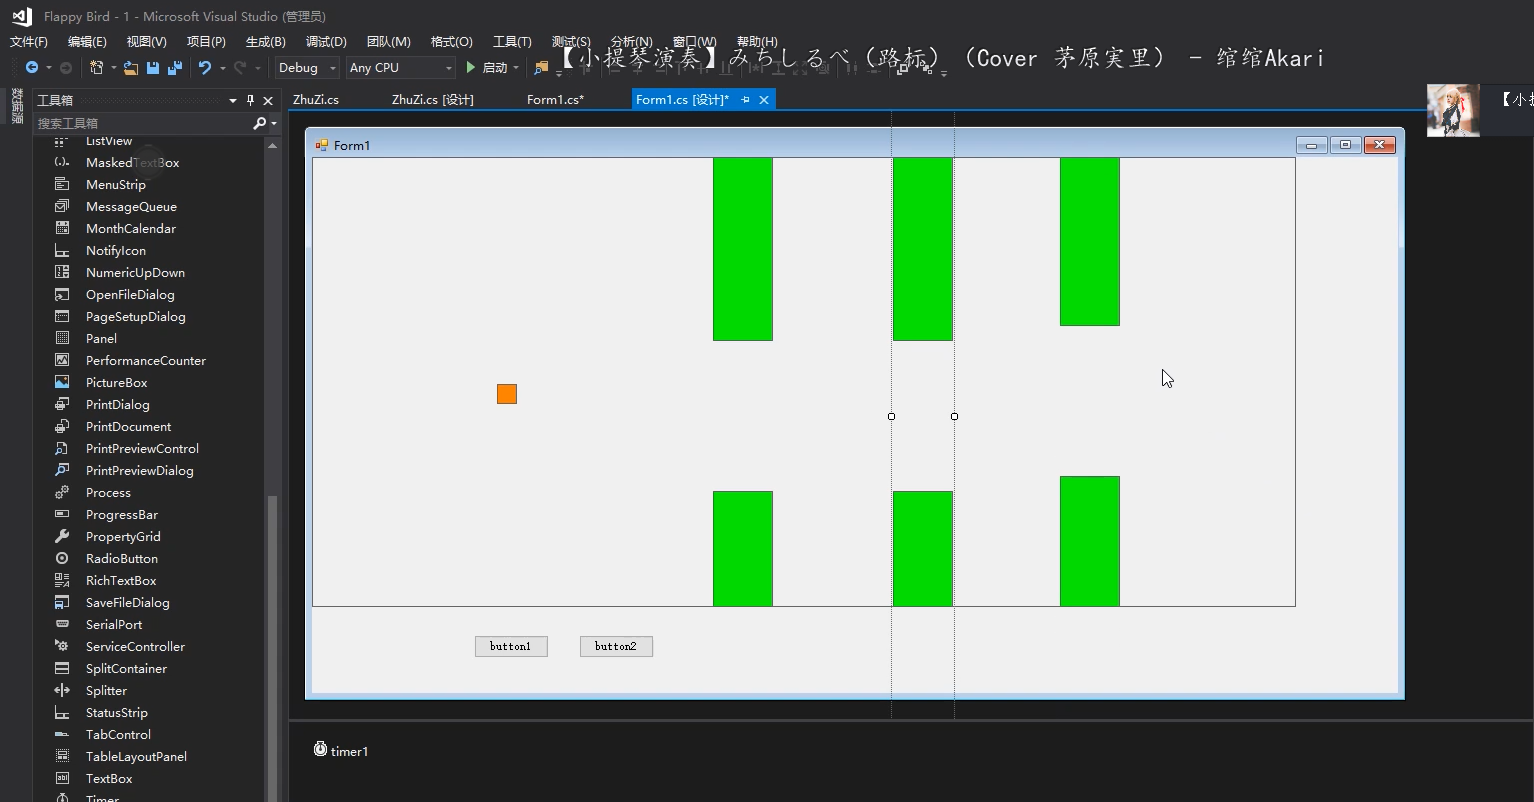 Flappy Bird - 1 - Microsoft Visual Studio (管理员)
文件(F) 编辑(E) 视图(V) 项目(P) 生成(B) 调试(D) 团队(M) 格式(O) 工具(T) 测试(S) 分析(N) 窗口(W) 帮助(H)
【小提琴演奏】みちしるべ（路标）（Cover 茅原実里） - 绾绾Akari
Debug Any CPU 启动
【小
工具箱
ZhuZi.cs ZhuZi.cs [设计] Form1.cs* Form1.cs [设计]*
搜索工具箱
ListView
MaskedTextBox
MenuStrip
MessageQueue
MonthCalendar
NotifyIcon
NumericUpDown
OpenFileDialog
PageSetupDialog
Panel
PerformanceCounter
PictureBox
PrintDialog
PrintDocument
PrintPreviewControl
PrintPreviewDialog
Process
ProgressBar
PropertyGrid
RadioButton
RichTextBox
SaveFileDialog
SerialPort
ServiceController
SplitContainer
Splitter
StatusStrip
TabControl
TableLayoutPanel
TextBox
Timer
Form1
button1 button2
timer1